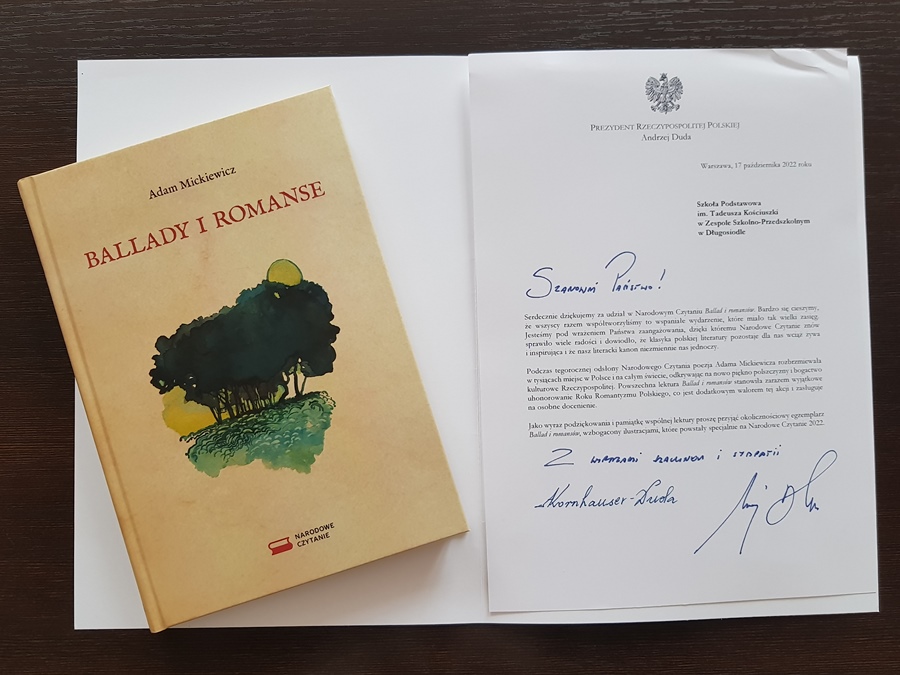 Adam Mickiewicz
BALLADY I ROMANSE
NARODOWE
CZYTANIE
PREZYDENT RZECZYPOSPOLITEJ POLSKIEJ
Andrzej Duda
Warszawa, 17 października 2022 roku
Szkoła Podstawowa
im. Tadeusza Kościuszki
w Zespole Szkolno-Przedszkolnym
w Długosiodle
Szanowni Państwo!
Serdecznie dziękujemy za udział w Narodowym Czytaniu Ballad i romansów. Bardzo się cieszymy,
że wszyscy razem współtworzyliśmy to wspaniałe wydarzenie, które miało tak wielki zasięg.
Jesteśmy pod wrażeniem Państwa zaangażowania, dzięki któremu Narodowe Czytanie znów
sprawiło wiele radości i dowiodło, że klasyka polskiej literatury pozostaje dla nas wciąż żywa
i inspirująca i że nasz literacki kanon niezmiennie nas jednoczy.
Podczas tegorocznej odsłony Narodowego Czytania poezja Adama Mickiewicza rozbrzmiewała
w tysiącach miejsc w Polsce i na całym świecie, odkrywając na nowo piękno polszczyzny i bogactwo
kulturowe Rzeczypospolitej. Powszechna lektura Ballad i romansów stanowiła zarazem wyjątkowe
uhonorowanie Roku Romantyzmu Polskiego, co jest dodatkowym walorem tej akcji i zasługuje
na osobne docenienie.
Jako wyraz podziękowania i pamiątkę wspólnej lektury proszę przyjąć okolicznościowy egzemplarz
Ballad i romansów, wzbogacony ilustracjami, które powstały specjalnie na Narodowe Czytanie 2022.
Z wyrazami szacunku i sympatii
Kornhauser-Duda